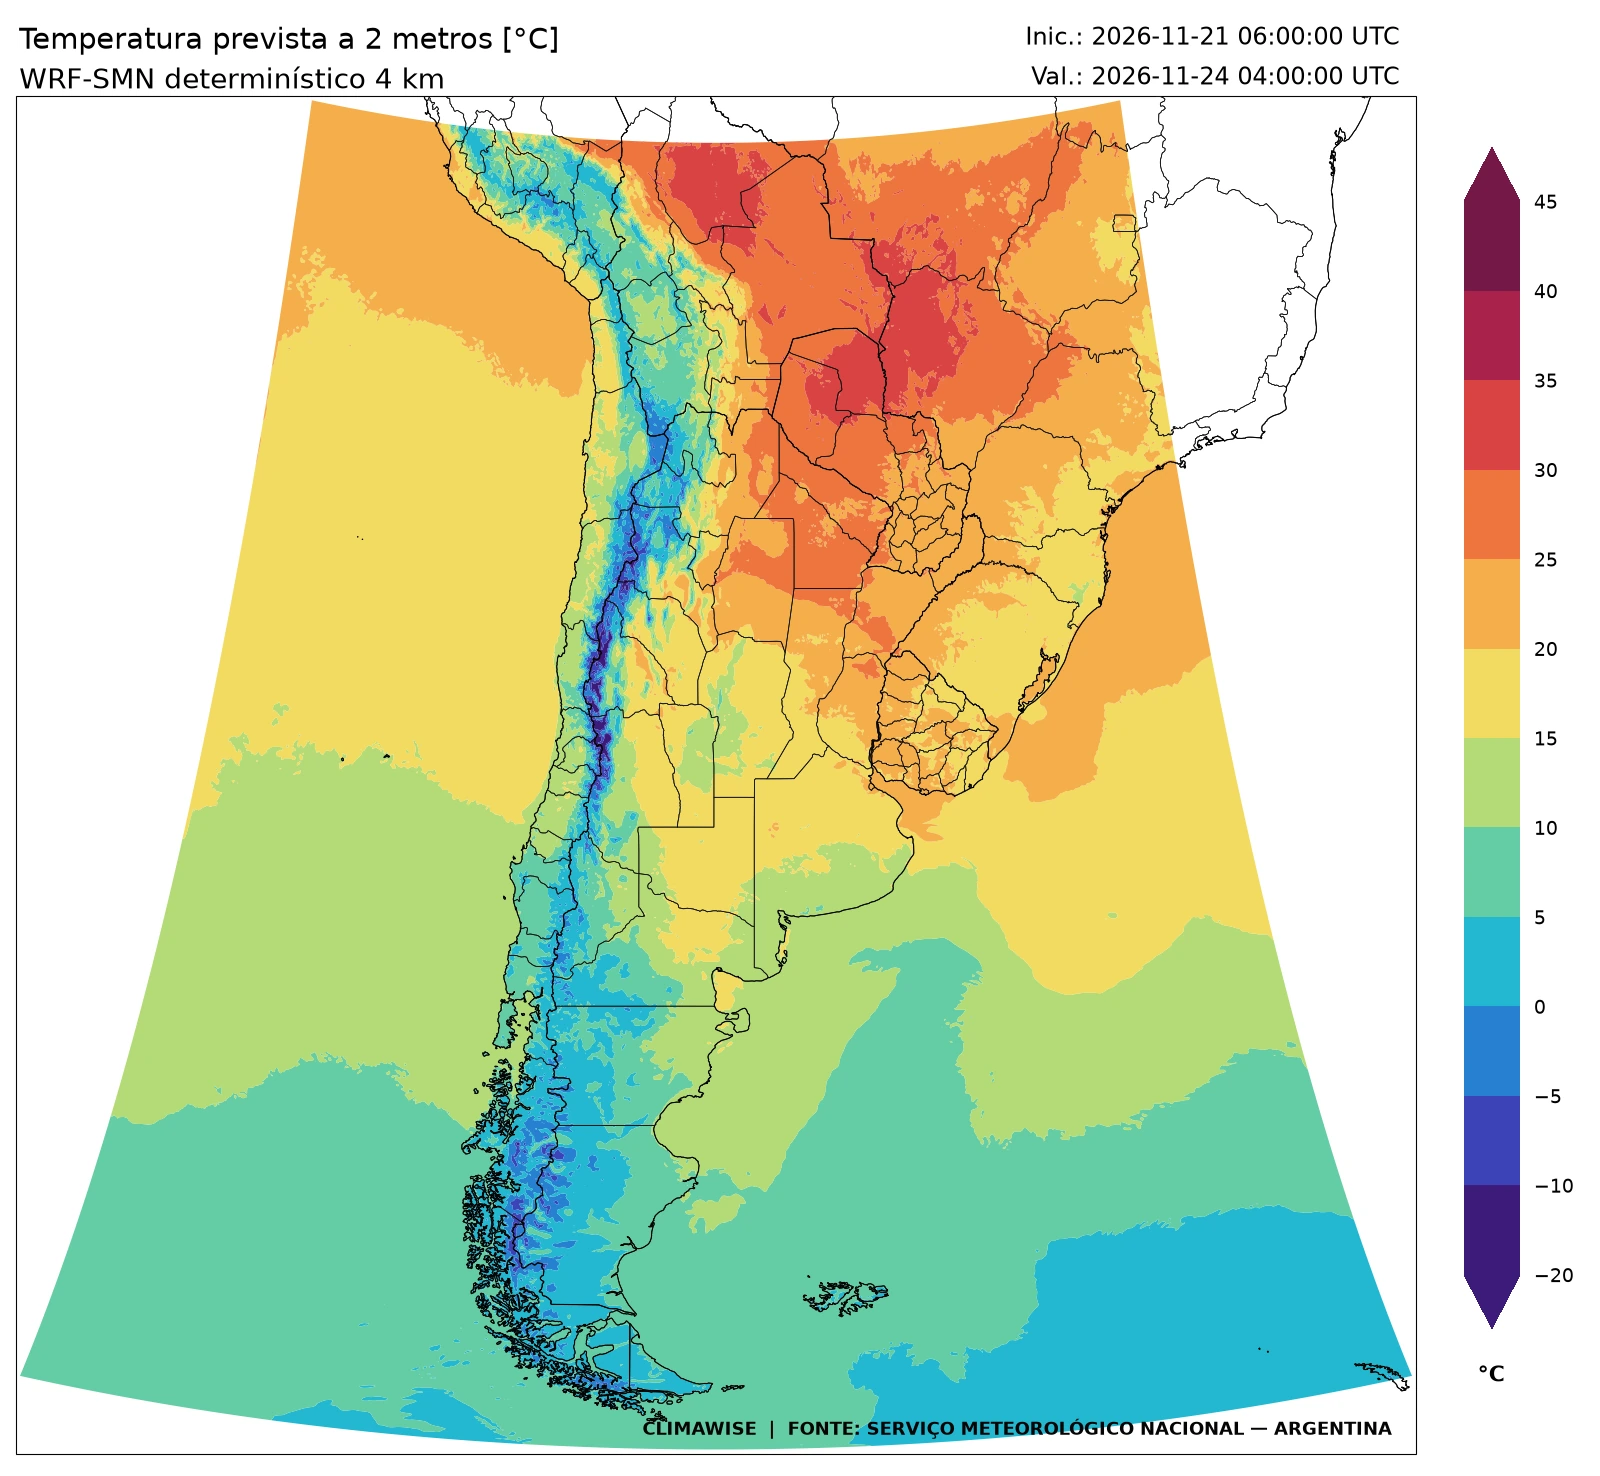 Temperatura prevista a 2 metros [°C]
WRF-SMN determinístico 4 km
Inic.: 2026-11-21 06:00:00 UTC
Val.: 2026-11-24 04:00:00 UTC
45
40
35
30
25
20
15
10
5
0
−5
−10
−20
°C
CLIMAWISE | FONTE: SERVIÇO METEOROLÓGICO NACIONAL — ARGENTINA